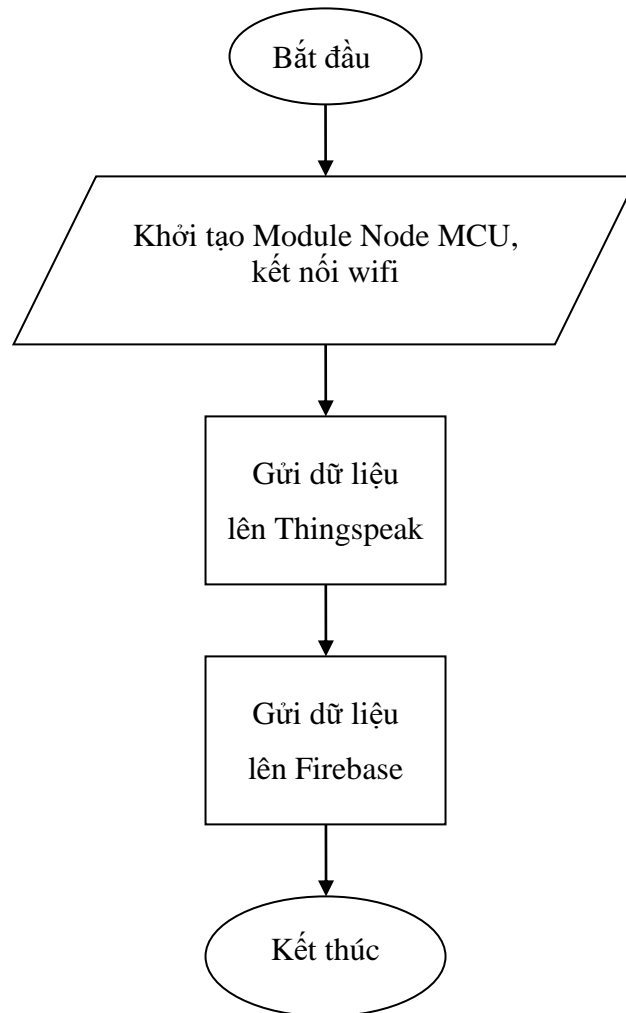 Bắt đầu
Khởi tạo Module Node MCU,
kết nối wifi
Gửi dữ liệu
lên Thingspeak
Gửi dữ liệu
lên Firebase
Kết thúc